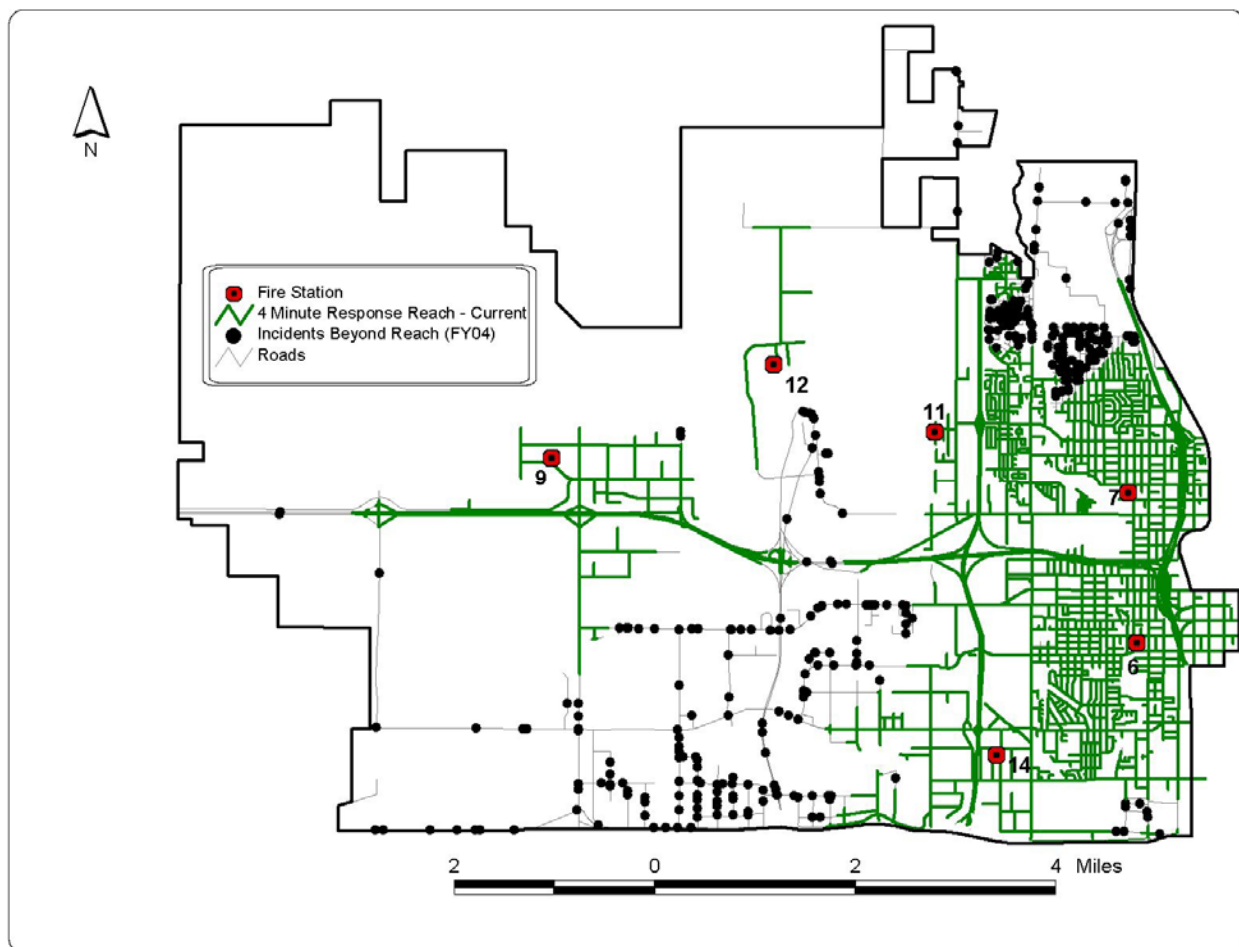 N
Fire Station
4 Minute Response Reach - Current
Incidents Beyond Reach (FY04)
Roads
12
11
9
7
6
14
2 0 2 4 Miles